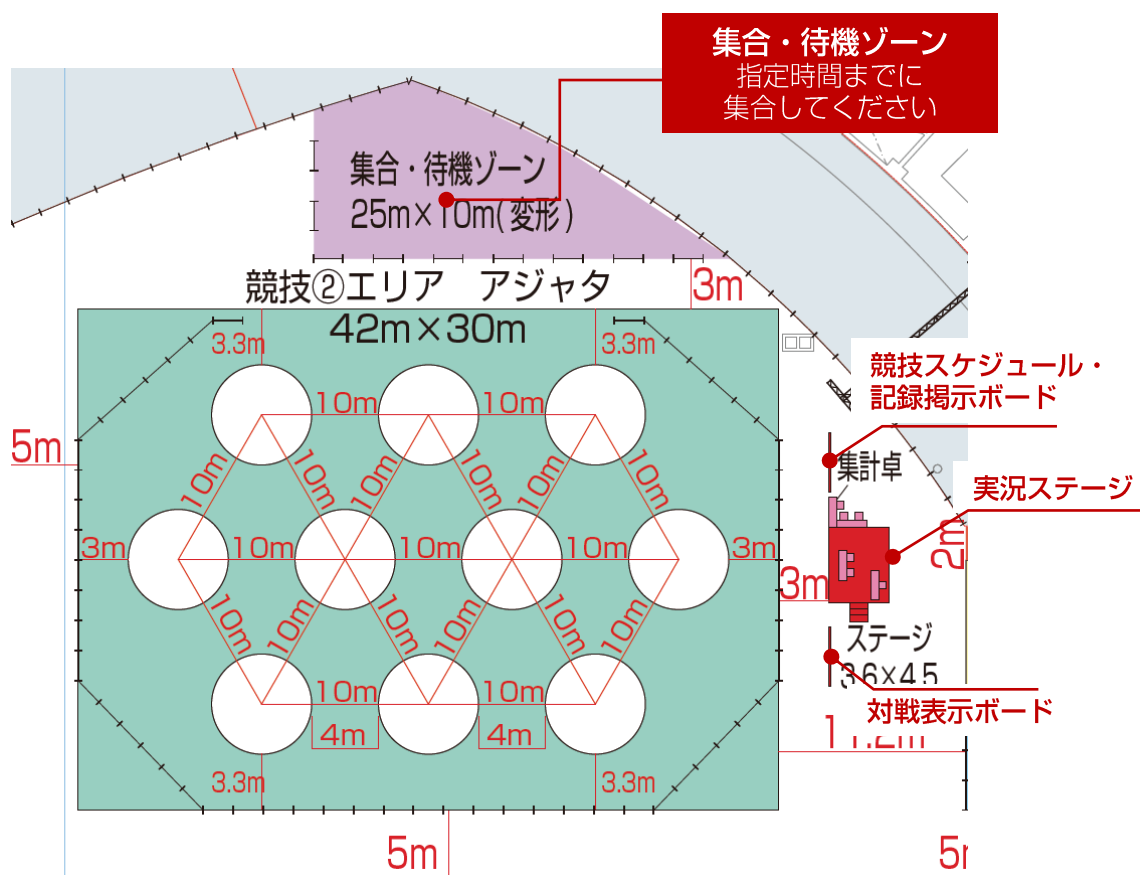 集合・待機ゾーン
指定時間までに
集合してください
集合・待機ゾーン
25m×10m(変形)
競技②エリア　アジャタ
3m
42m×30m
3.3m
3.3m
競技スケジュール・
記録掲示ボード
10m
10m
5m
集計卓
10m
10m
10m
10m
10m
10m
実況ステージ
3m
10m
10m
10m
3m
2m
3m
10m
10m
10m
10m
10m
10m
ステージ
3.6×4.5
10m
10m
対戦表示ボード
4m
4m
11.2m
3.3m
3.3m
5m